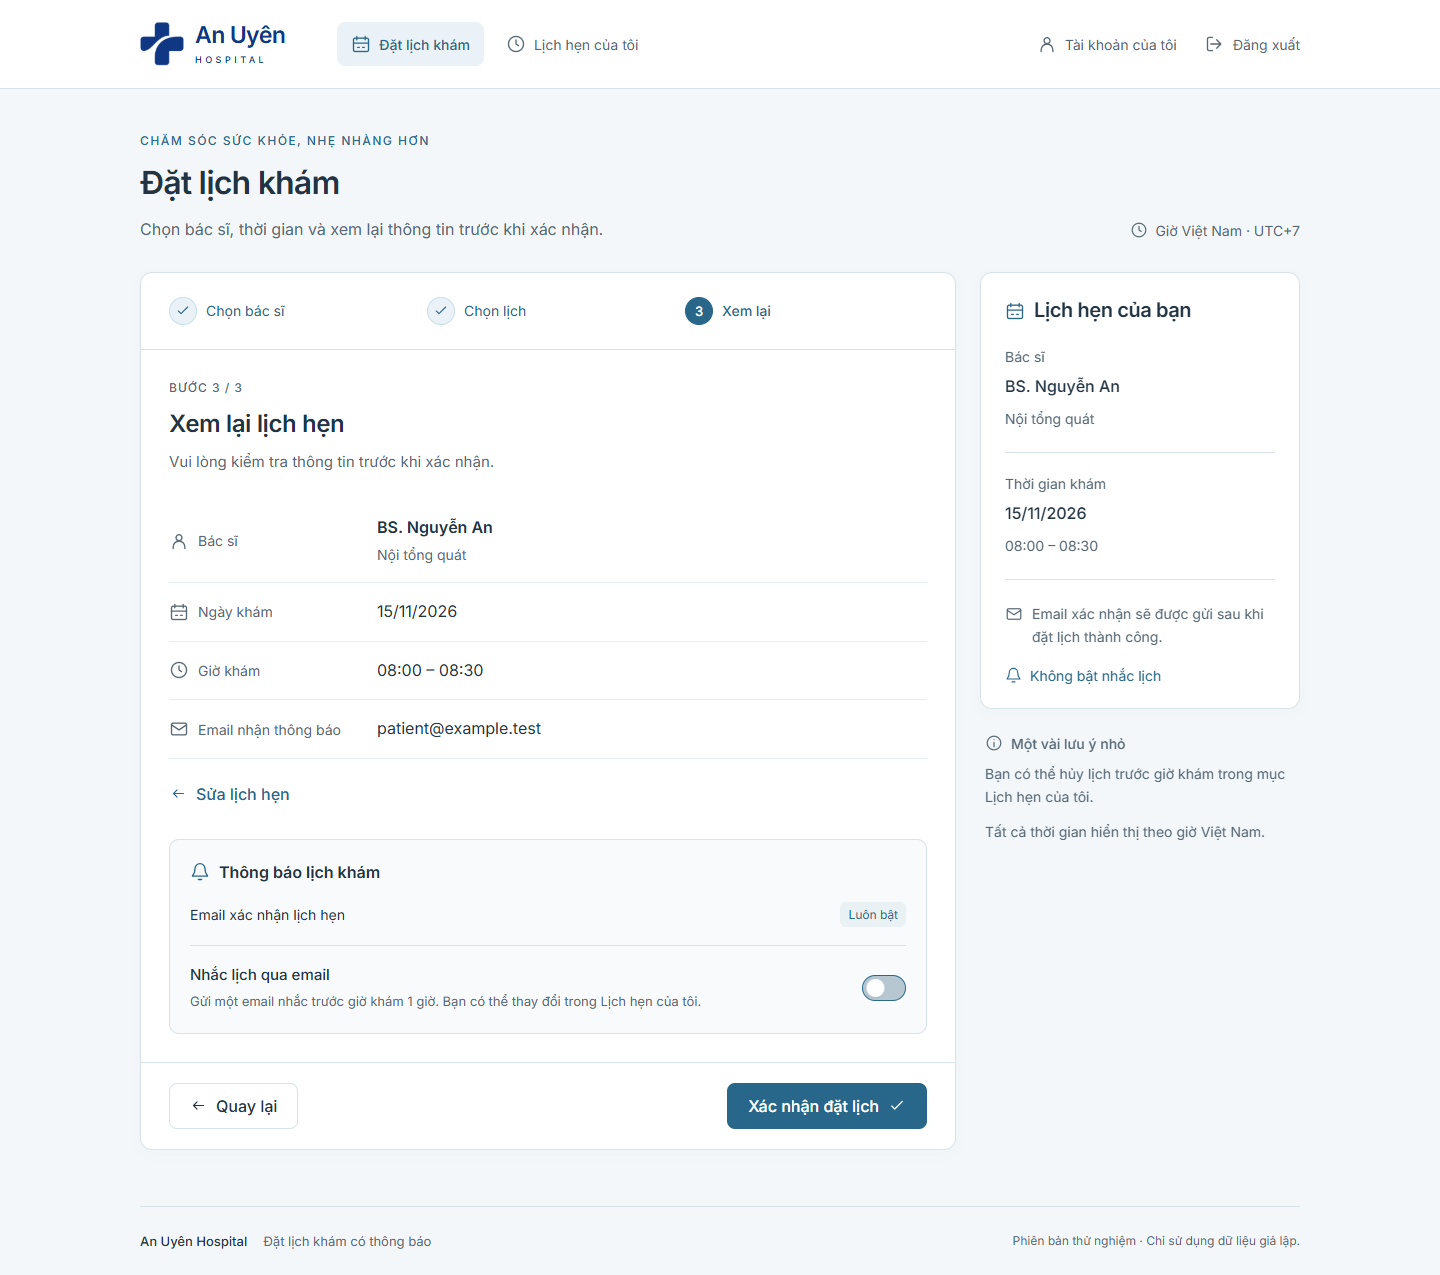 An Uyên
HOSPITAL
Đặt lịch khám
Lịch hẹn của tôi
Tài khoản của tôi
Đăng xuất
CHĂM SÓC SỨC KHỎE, NHẸ NHÀNG HƠN
Đặt lịch khám
Chọn bác sĩ, thời gian và xem lại thông tin trước khi xác nhận.
Giờ Việt Nam · UTC+7
Chọn bác sĩ
Chọn lịch
3 Xem lại
BƯỚC 3 / 3
Xem lại lịch hẹn
Vui lòng kiểm tra thông tin trước khi xác nhận.
Bác sĩ
BS. Nguyễn An
Nội tổng quát
Ngày khám
15/11/2026
Giờ khám
08:00 – 08:30
Email nhận thông báo
patient@example.test
Sửa lịch hẹn
Thông báo lịch khám
Email xác nhận lịch hẹn
Luôn bật
Nhắc lịch qua email
Gửi một email nhắc trước giờ khám 1 giờ. Bạn có thể thay đổi trong Lịch hẹn của tôi.
Quay lại
Xác nhận đặt lịch
Lịch hẹn của bạn
Bác sĩ
BS. Nguyễn An
Nội tổng quát
Thời gian khám
15/11/2026
08:00 – 08:30
Email xác nhận sẽ được gửi sau khi
đặt lịch thành công.
Không bật nhắc lịch
Một vài lưu ý nhỏ
Bạn có thể hủy lịch trước giờ khám trong mục
Lịch hẹn của tôi.
Tất cả thời gian hiển thị theo giờ Việt Nam.
An Uyên Hospital
Đặt lịch khám có thông báo
Phiên bản thử nghiệm · Chỉ sử dụng dữ liệu giả lập.